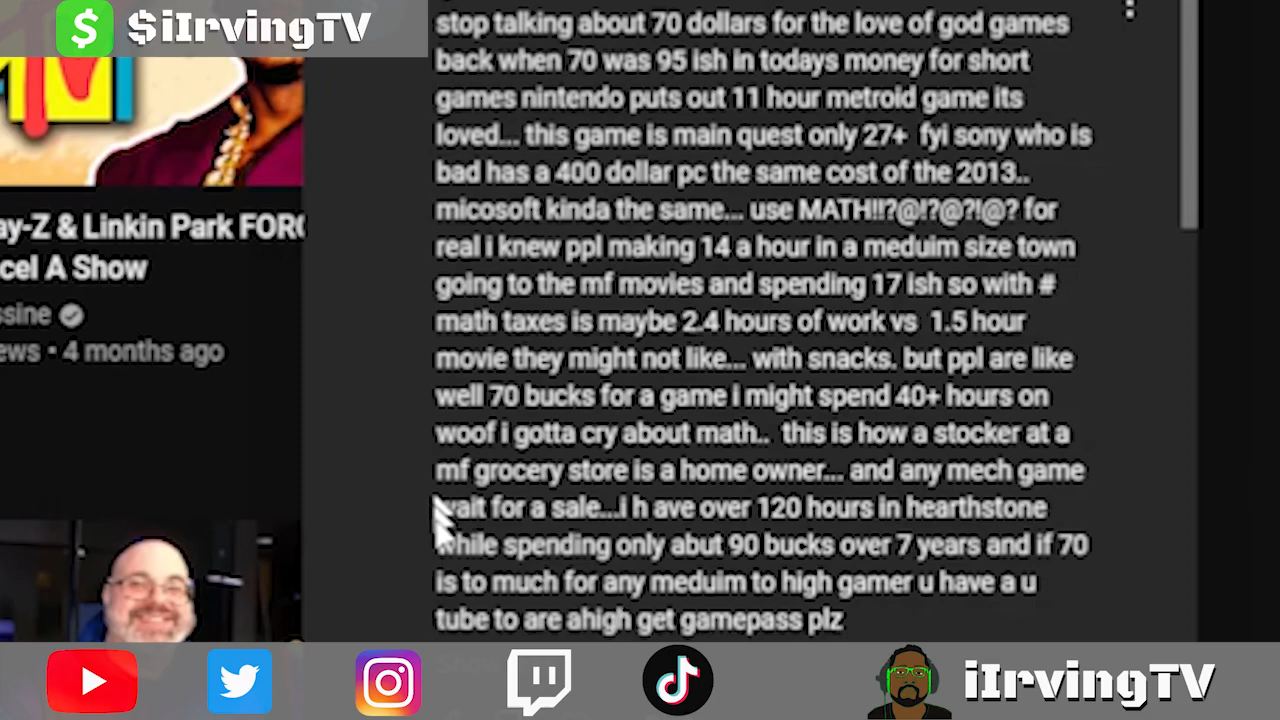 $iIrvingTV
stop talking about 70 dollars for the love of god games
back when 70 was 95 ish in todays money for short
games nintendo puts out 11 hour metroid game its
loved... this game is main quest only 27+ fyi sony who is
bad has a 400 dollar pc the same cost of the 2013..
micosoft kinda the same... use MATH!!?@!?@?!@? for
real i knew ppl making 14 a hour in a meduim size town
going to the mf movies and spending 17 ish so with #
math taxes is maybe 2.4 hours of work vs 1.5 hour
movie they might not like... with snacks. but ppl are like
well 70 bucks for a game i might spend 40+ hours on
woof i gotta cry about math.. this is how a stocker at a
mf grocery store is a home owner... and any mech game
wait for a sale...i h ave over 120 hours in hearthstone
while spending only abut 90 bucks over 7 years and if 70
is to much for any meduim to high gamer u have a u
tube to are ahigh get gamepass plz
ay-Z & Linkin Park FORC
cel A Show
ssine
ews • 4 months ago
iIrvingTV